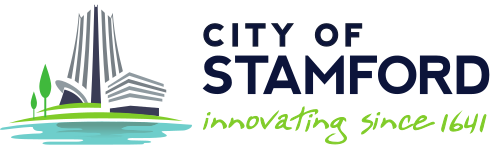 CITY OF
STAMFORD
innovating since 1641